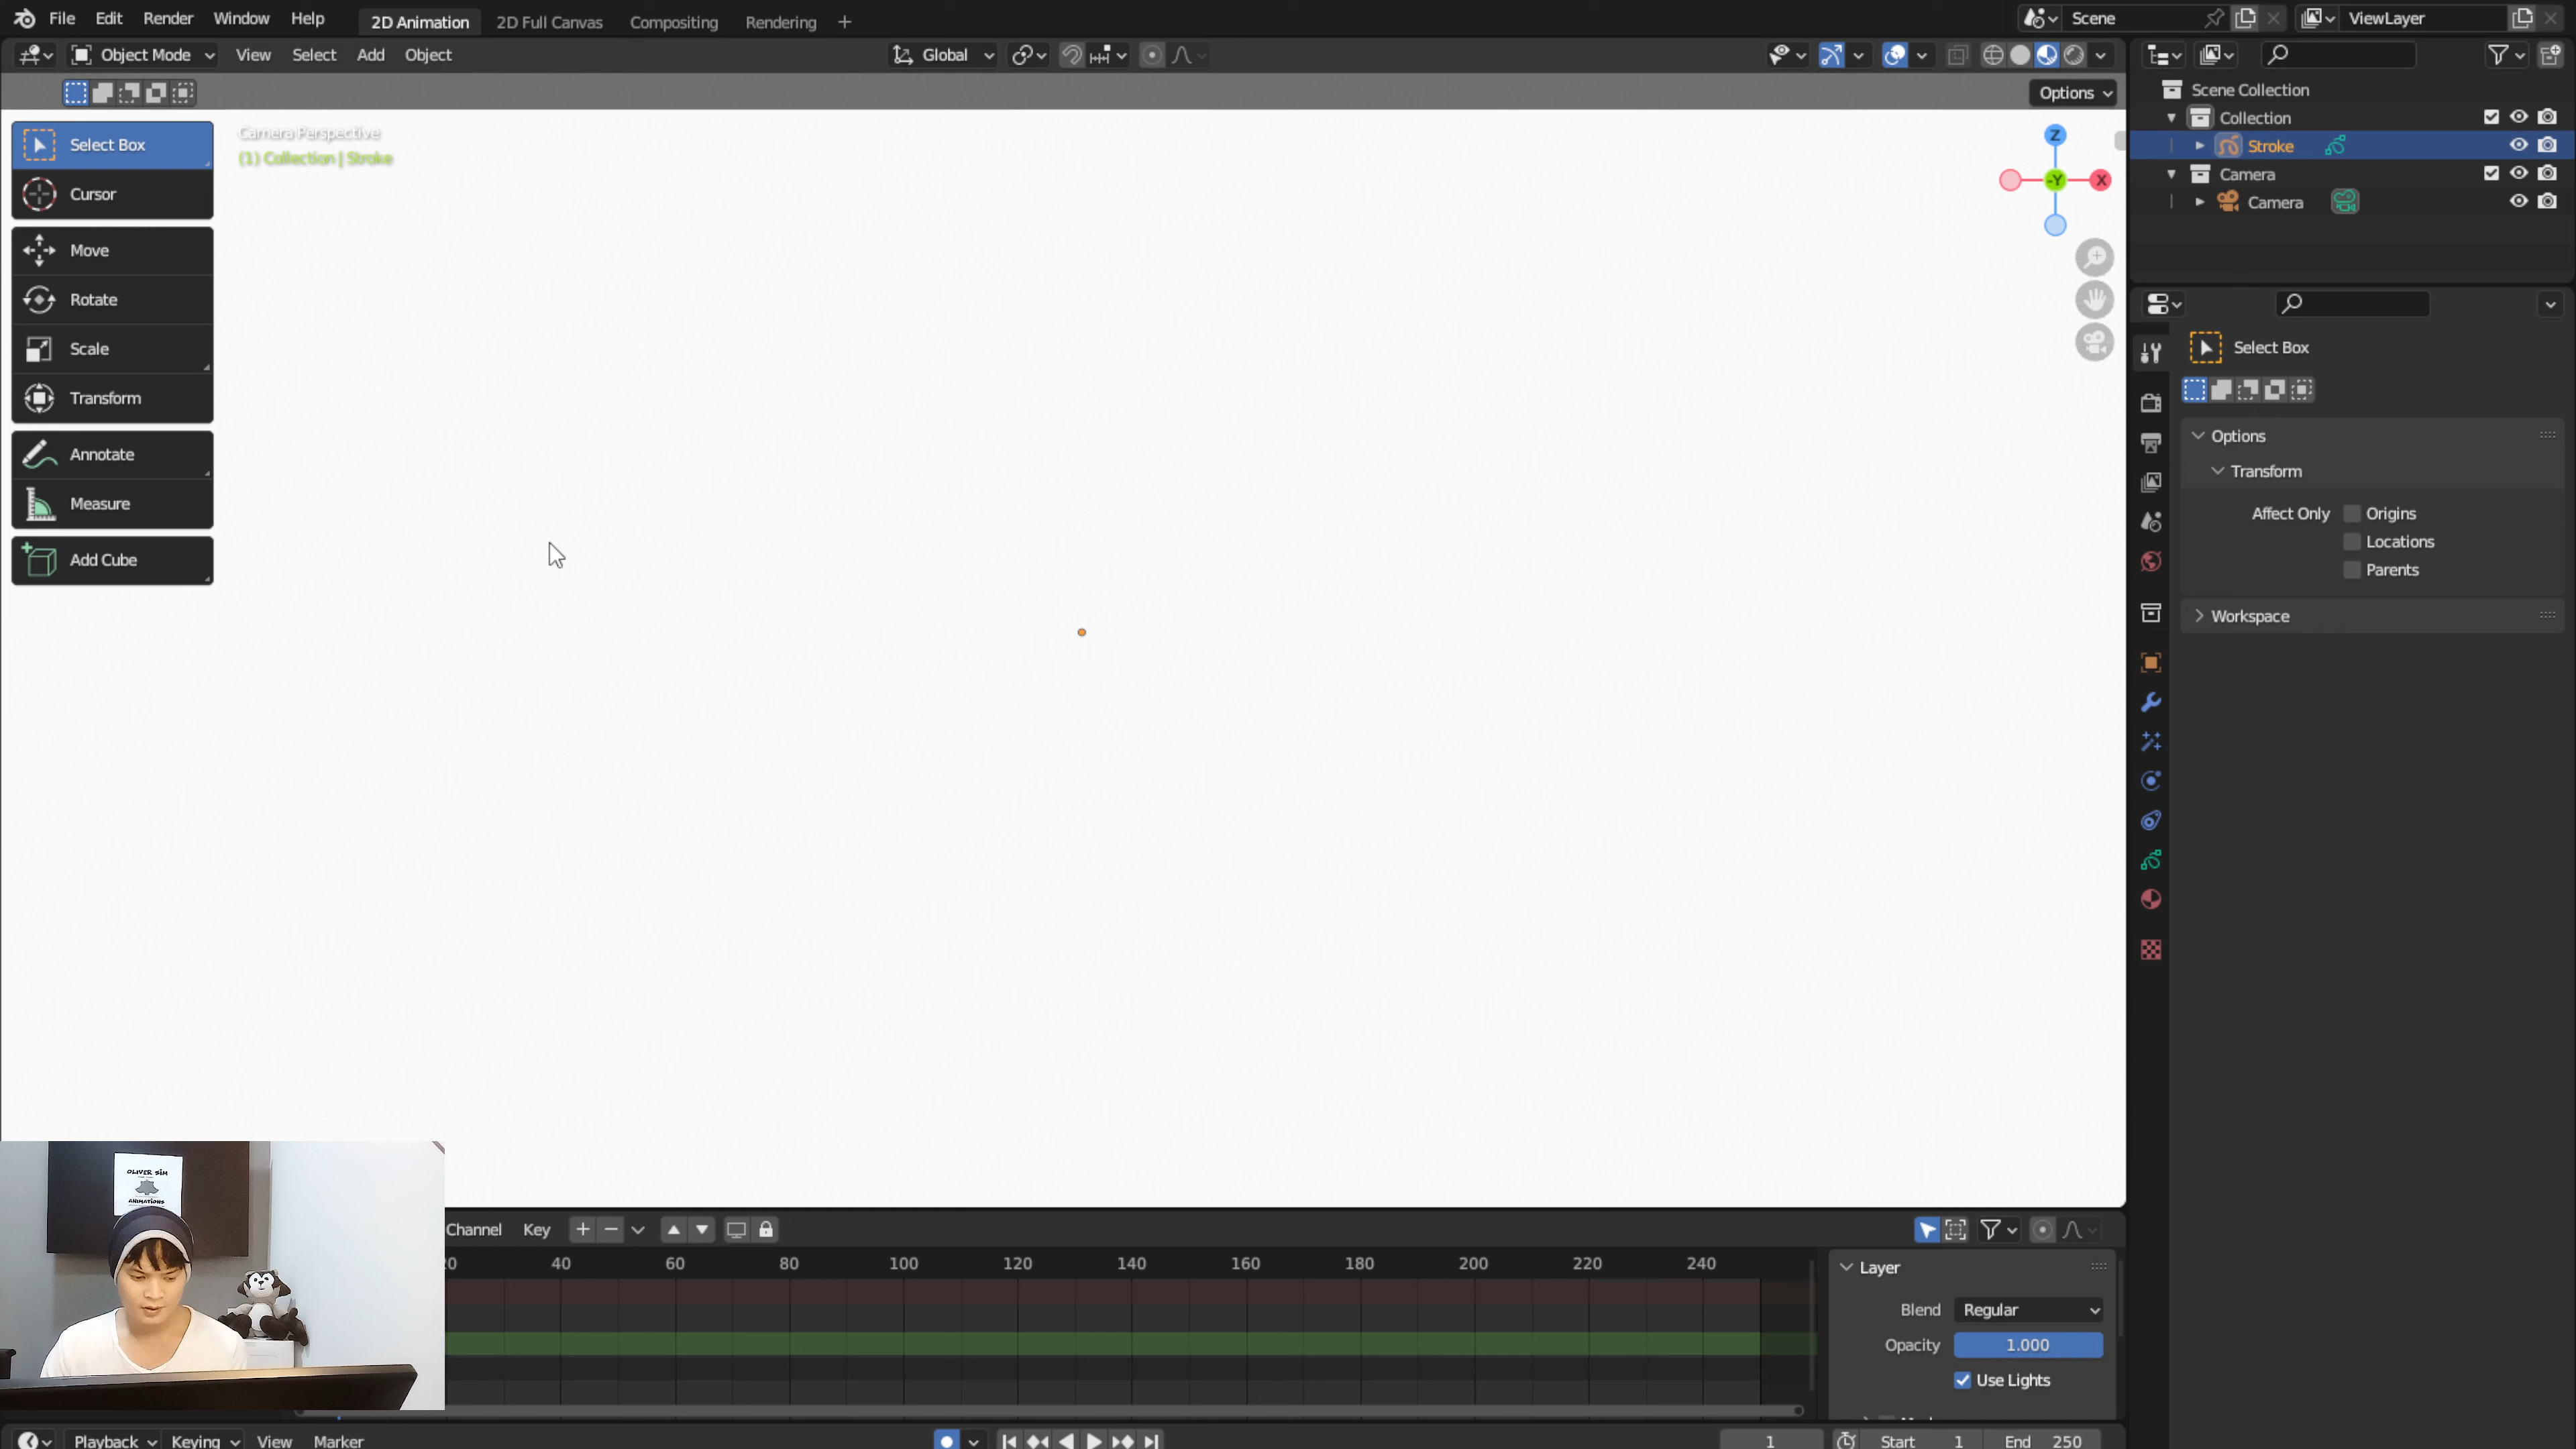 File Edit Render Window Help 2D Animation 2D Full Canvas Compositing Rendering + Scene ViewLayer
Object Mode View Select Add Object Global
Options
Camera Perspective
(1) Collection | Stroke
Select Box
Cursor
Move
Rotate
Scale
Transform
Annotate
Measure
Add Cube
Z
-Y
X
Scene Collection
Collection
Stroke
Camera
Camera
Select Box
Options
Transform
Affect Only Origins
Locations
Parents
Workspace
OLIVER SIM
ANIMATIONS
Channel Key
20 40 60 80 100 120 140 160 180 200 220 240
Layer
Blend Regular
Opacity 1.000
Use Lights
Playback Keying View Marker 1 Start 1 End 250